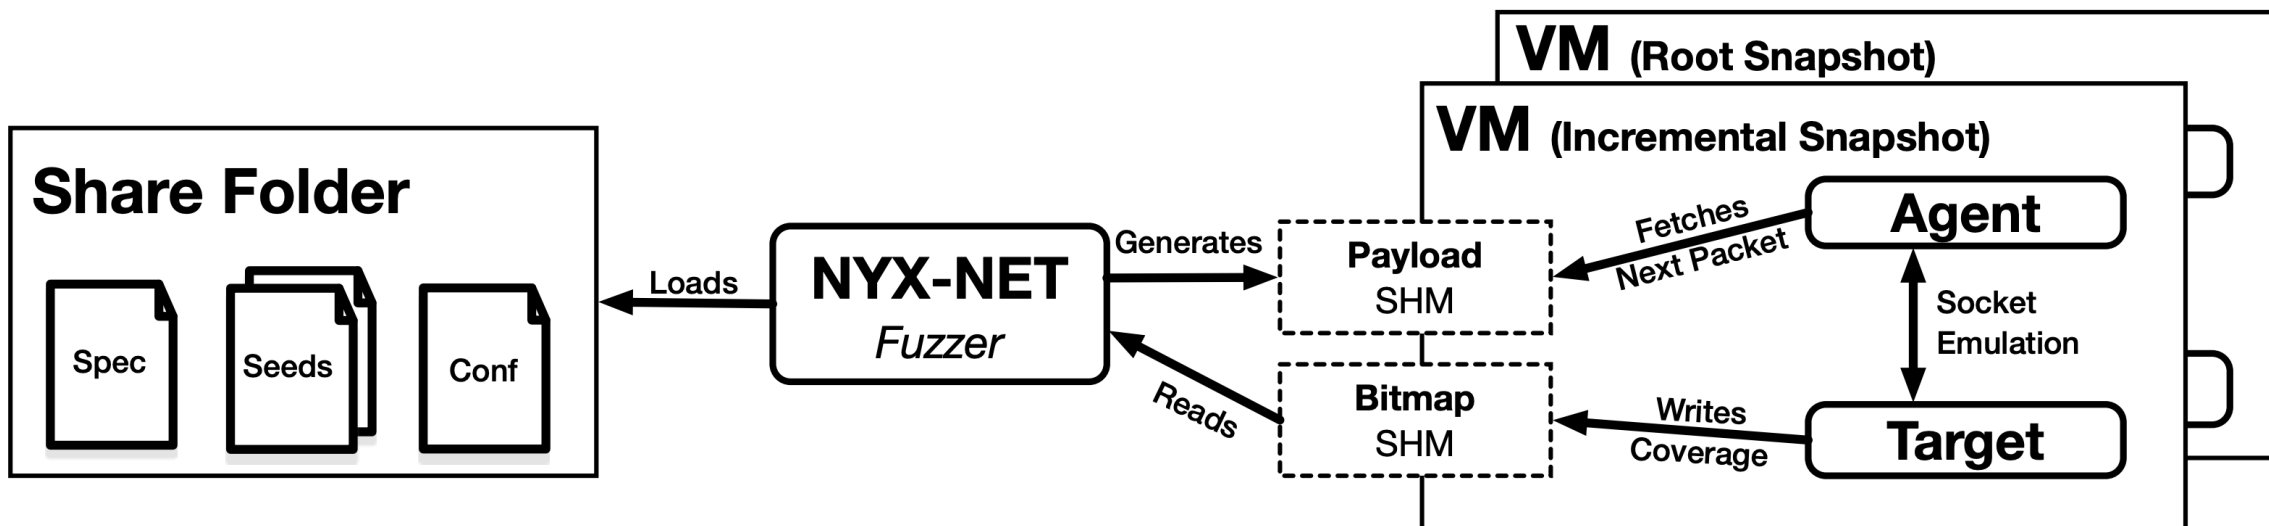 VM (Root Snapshot)
VM (Incremental Snapshot)
Share Folder
Spec
Seeds
Conf
Loads
NYX-NET
Fuzzer
Generates
Reads
Payload
SHM
Bitmap
SHM
Fetches
Next Packet
Writes
Coverage
Agent
Socket
Emulation
Target